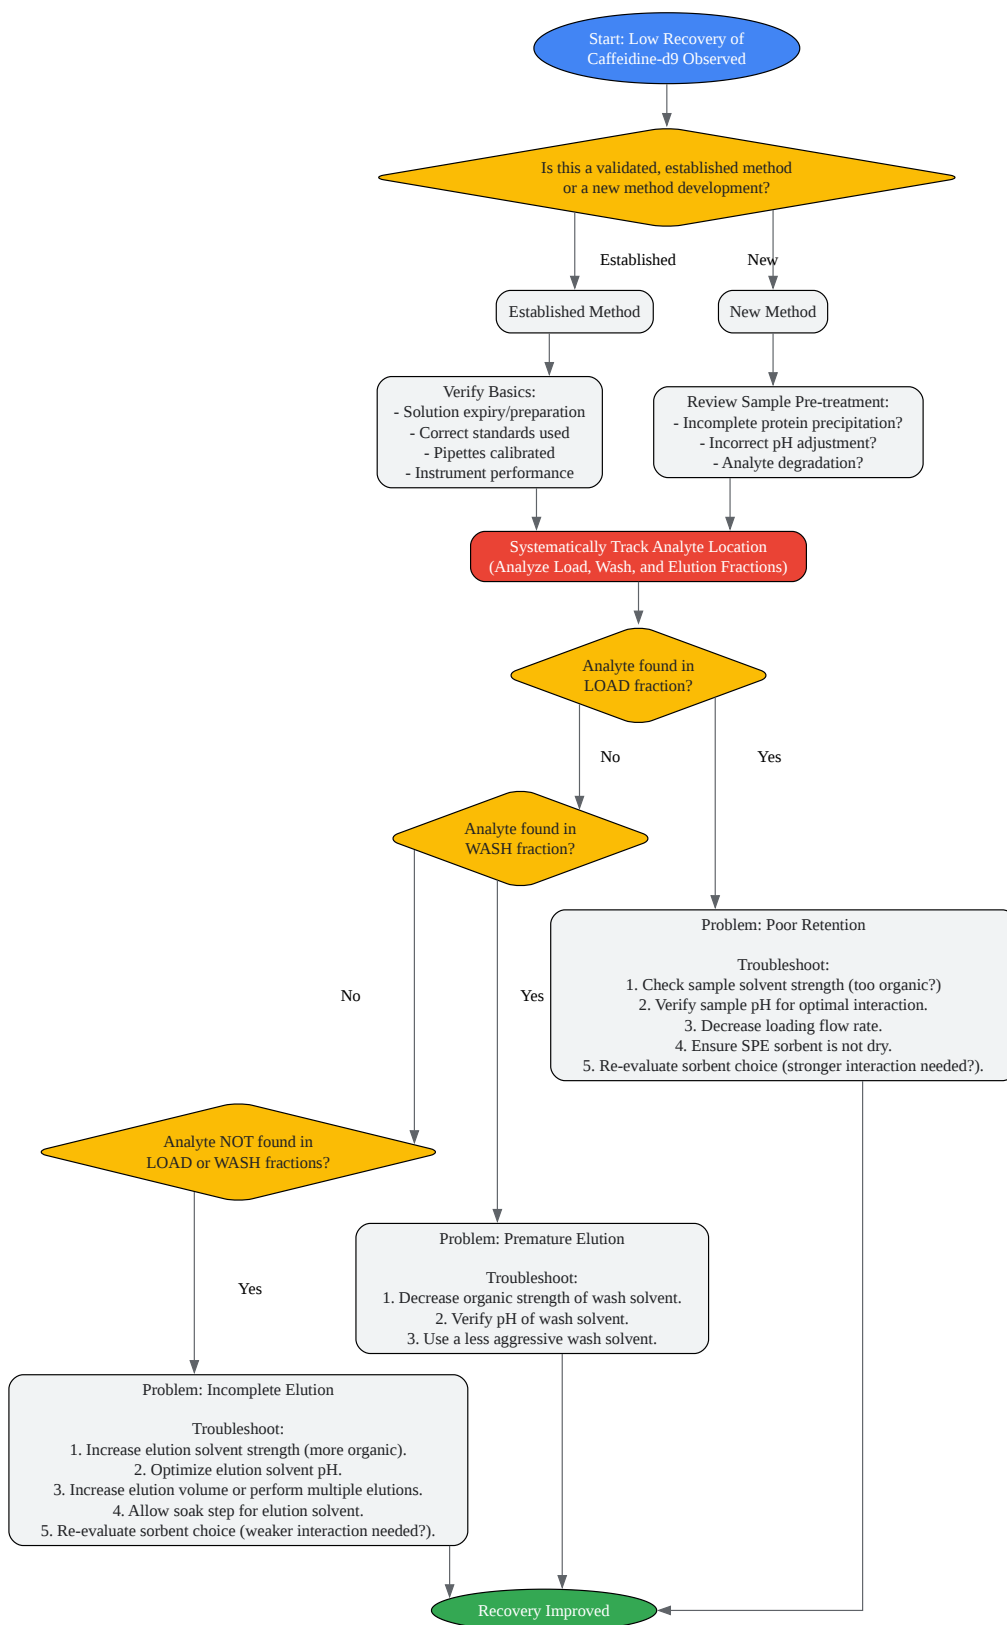 Start: Low Recovery of
Caffeidine-d9 Observed
Is this a validated, established method
or a new method development?
Established
New
Established Method
New Method
Verify Basics:
- Solution expiry/preparation
- Correct standards used
- Pipettes calibrated
- Instrument performance
Review Sample Pre-treatment:
- Incomplete protein precipitation?
- Incorrect pH adjustment?
- Analyte degradation?
Systematically Track Analyte Location
(Analyze Load, Wash, and Elution Fractions)
Analyte found in
LOAD fraction?
No
Yes
Analyte found in
WASH fraction?
Problem: Poor Retention
Troubleshoot:
1. Check sample solvent strength (too organic?)
2. Verify sample pH for optimal interaction.
3. Decrease loading flow rate.
4. Ensure SPE sorbent is not dry.
5. Re-evaluate sorbent choice (stronger interaction needed?).
No
Yes
Analyte NOT found in
LOAD or WASH fractions?
Problem: Premature Elution
Troubleshoot:
1. Decrease organic strength of wash solvent.
2. Verify pH of wash solvent.
3. Use a less aggressive wash solvent.
Yes
Problem: Incomplete Elution
Troubleshoot:
1. Increase elution solvent strength (more organic).
2. Optimize elution solvent pH.
3. Increase elution volume or perform multiple elutions.
4. Allow soak step for elution solvent.
5. Re-evaluate sorbent choice (weaker interaction needed?).
Recovery Improved